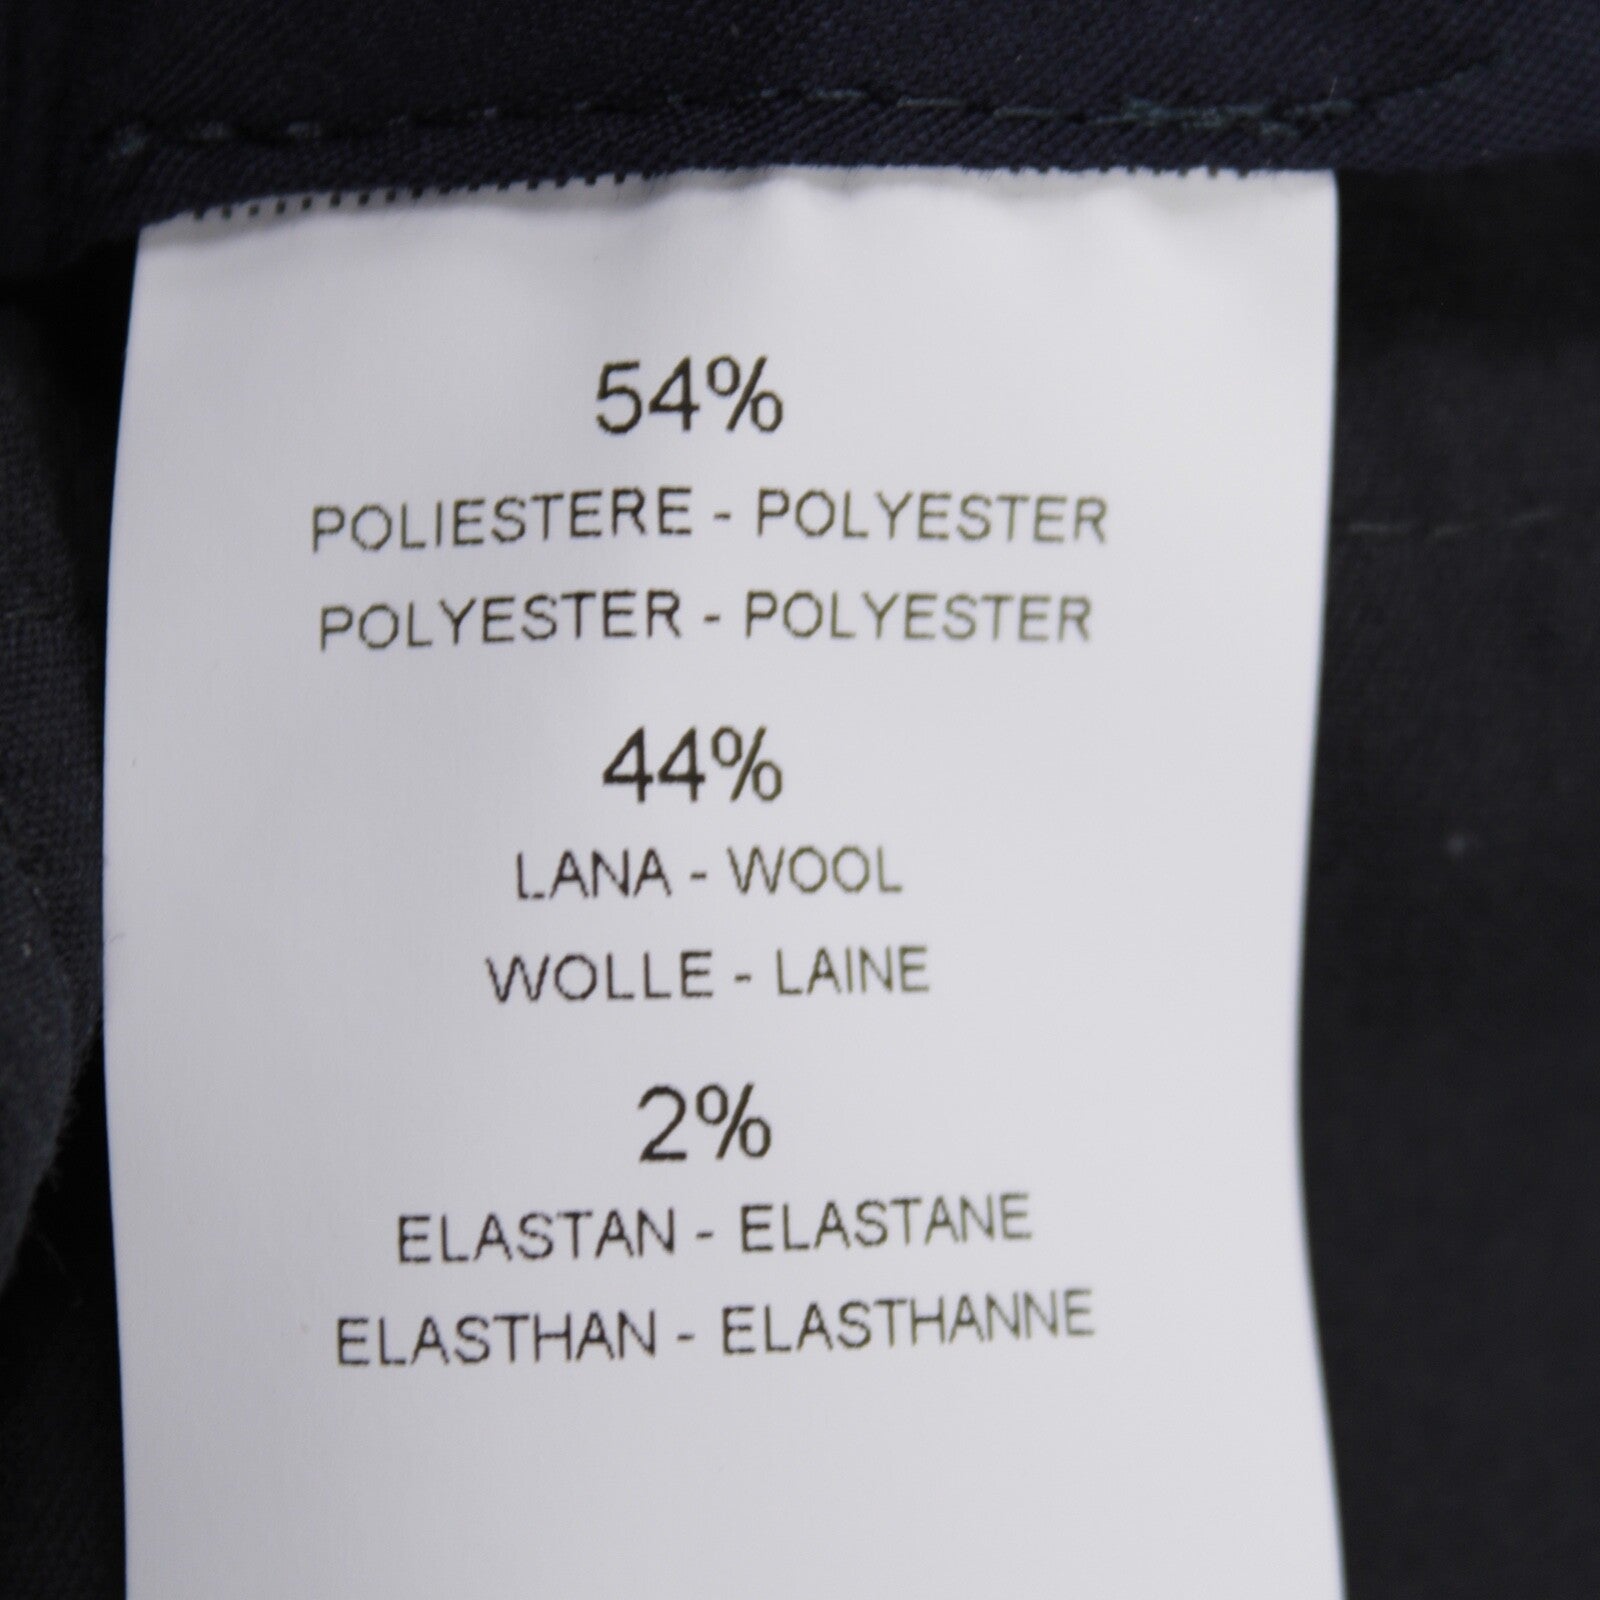 54%
POLIESTERE - POLYESTER
POLYESTER - POLYESTER
44%
LANA - WOOL
WOLLE - LAINE
2%
ELASTAN - ELASTANE
ELASTHAN - ELASTHANNE